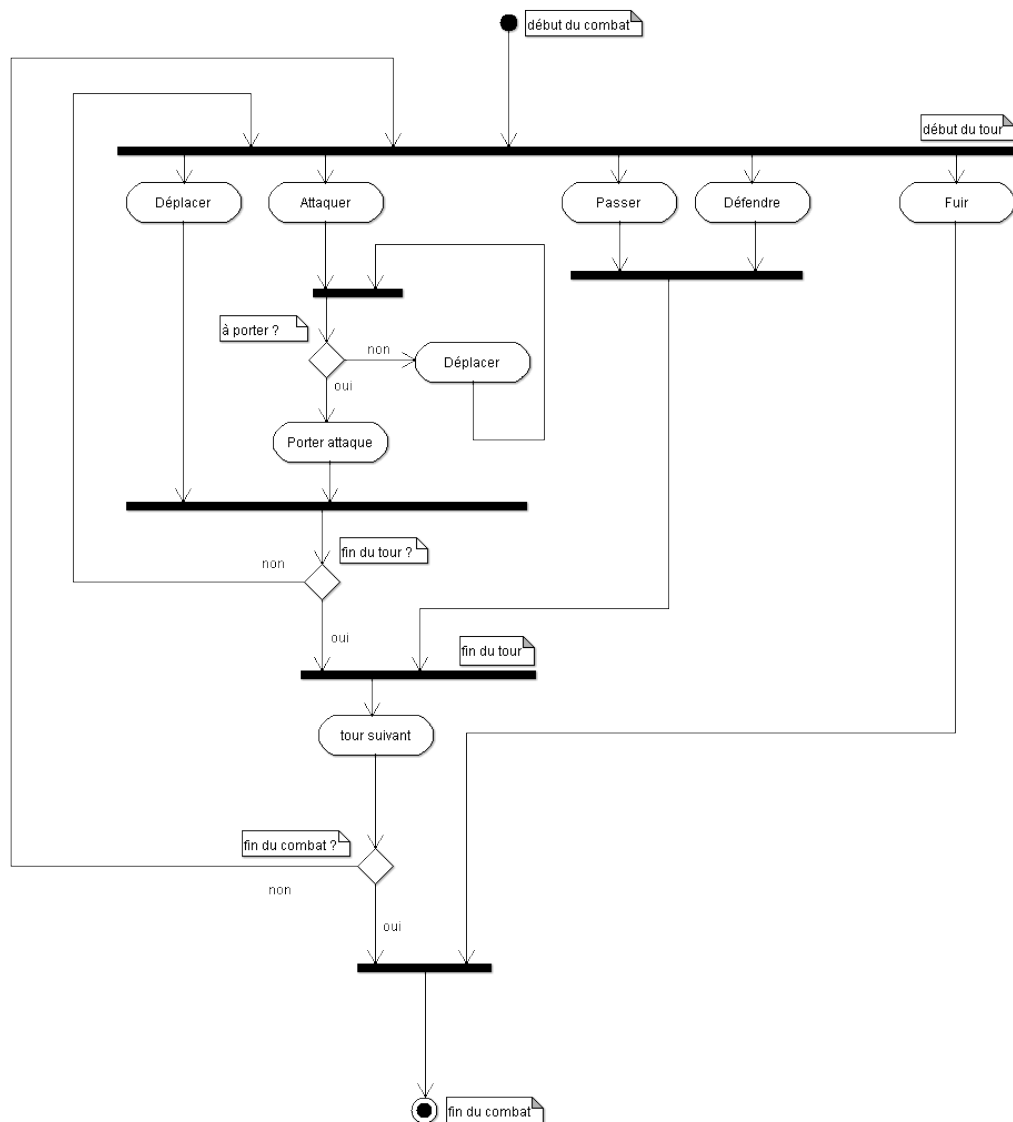 début du combat
début du tour
Déplacer
Attaquer
Passer
Défendre
Fuir
à porter ?
non
Déplacer
oui
Porter attaque
fin du tour ?
non
oui
fin du tour
tour suivant
fin du combat ?
non
oui
fin du combat